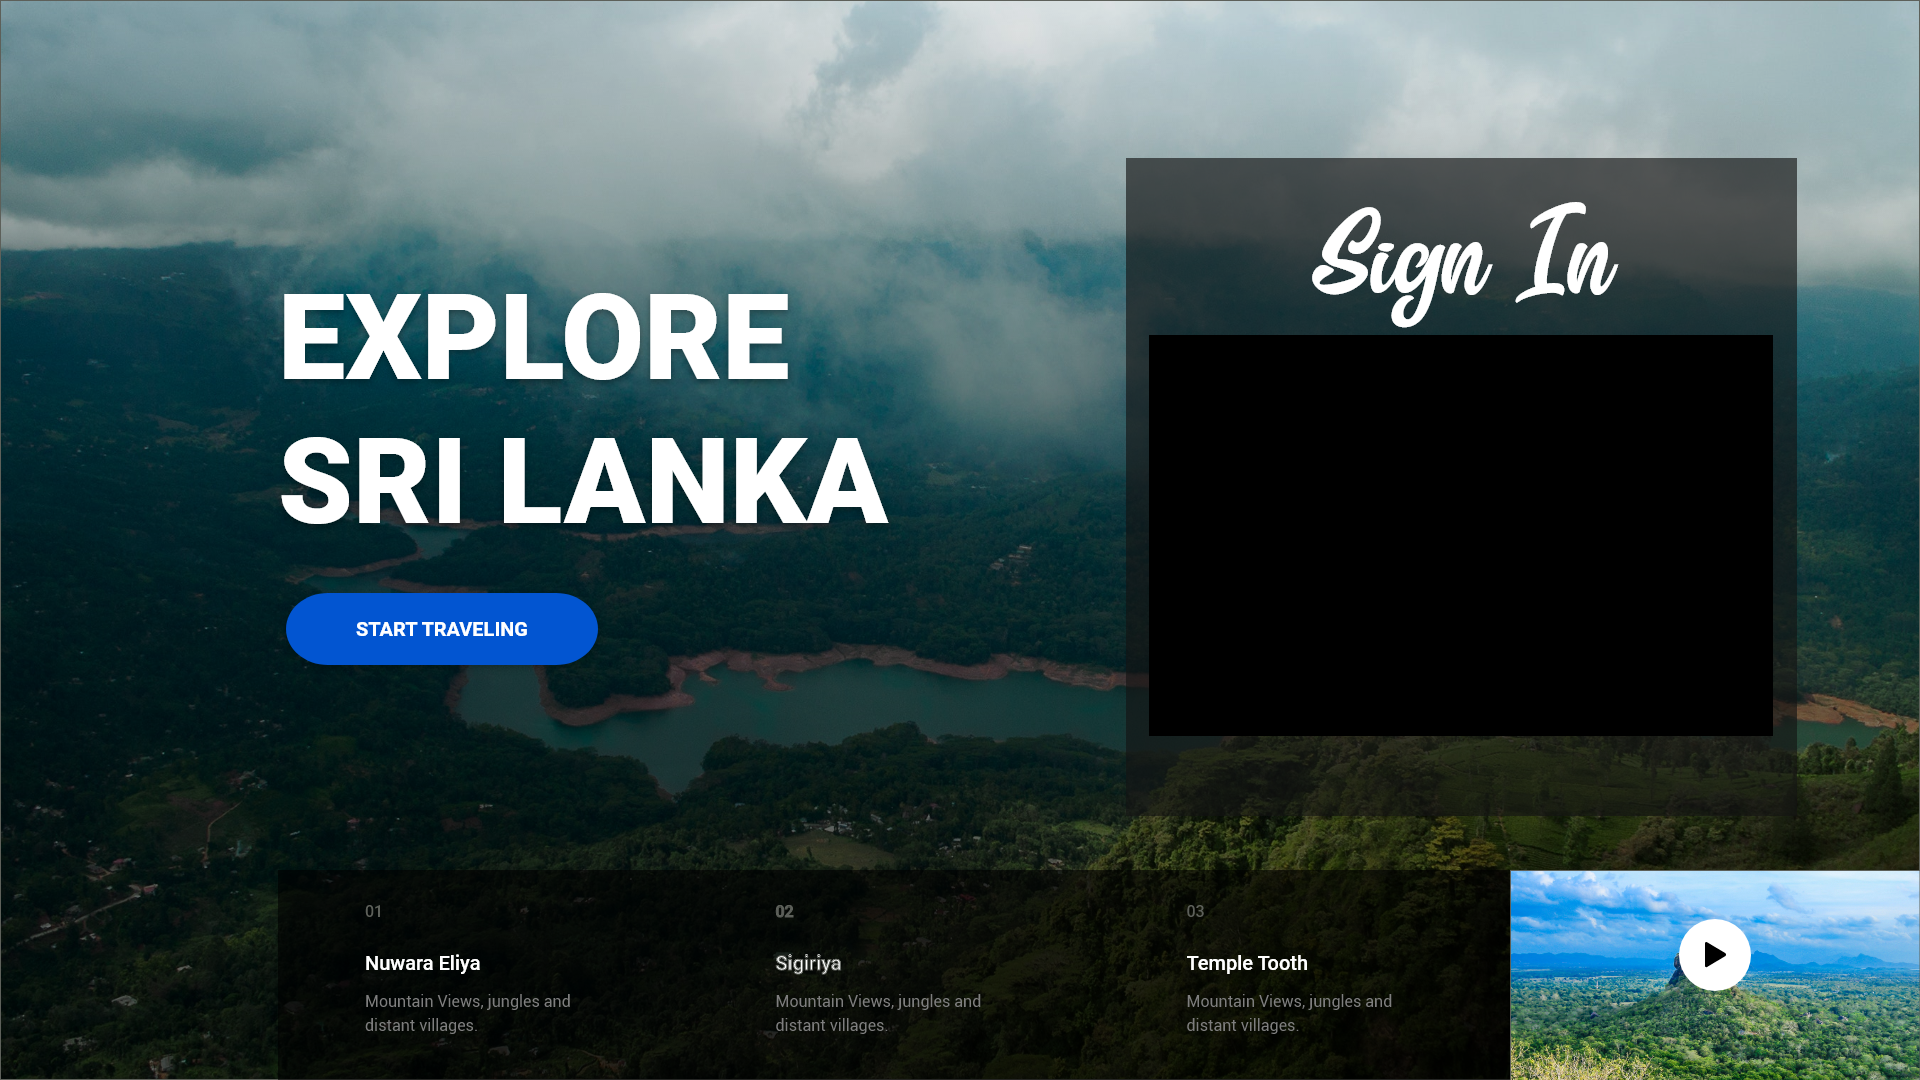 EXPLORE
SRI LANKA
START TRAVELING
Sign In
01
Nuwara Eliya
Mountain Views, jungles and
distant villages.
02
Sigiriya
Mountain Views, jungles and
distant villages.
03
Temple Tooth
Mountain Views, jungles and
distant villages.